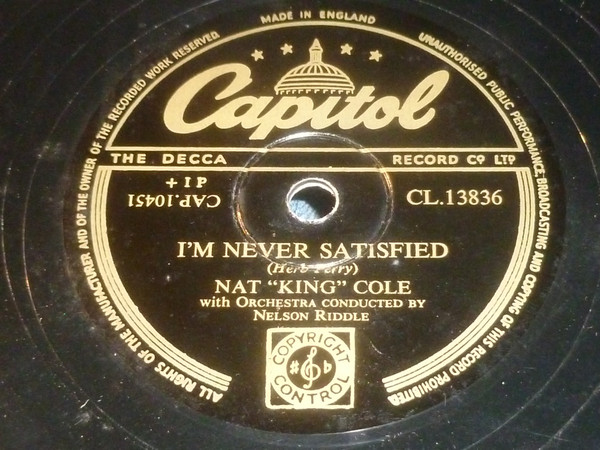 MADE IN ENGLAND
ALL RIGHTS OF THE MANUFACTURER AND OF THE OWNER OF THE RECORDED WORK RESERVED.
UNAUTHORISED PUBLIC PERFORMANCE, BROADCASTING AND COPYING OF THIS RECORD PROHIBITED
Capitol
THE DECCA RECORD Cº LTᴰ
CAP.10451
P I +
CL.13836
I'M NEVER SATISFIED
(Herb Perry)
NAT "KING" COLE
with ORCHESTRA CONDUCTED BY
NELSON RIDDLE
COPYRIGHT
CONTROL